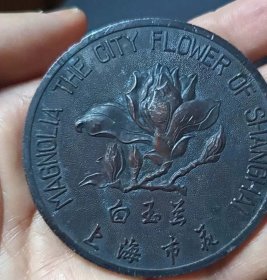 MAGNOLIA THE CITY FLOWER OF SHANGHAI
白玉兰
上海市花